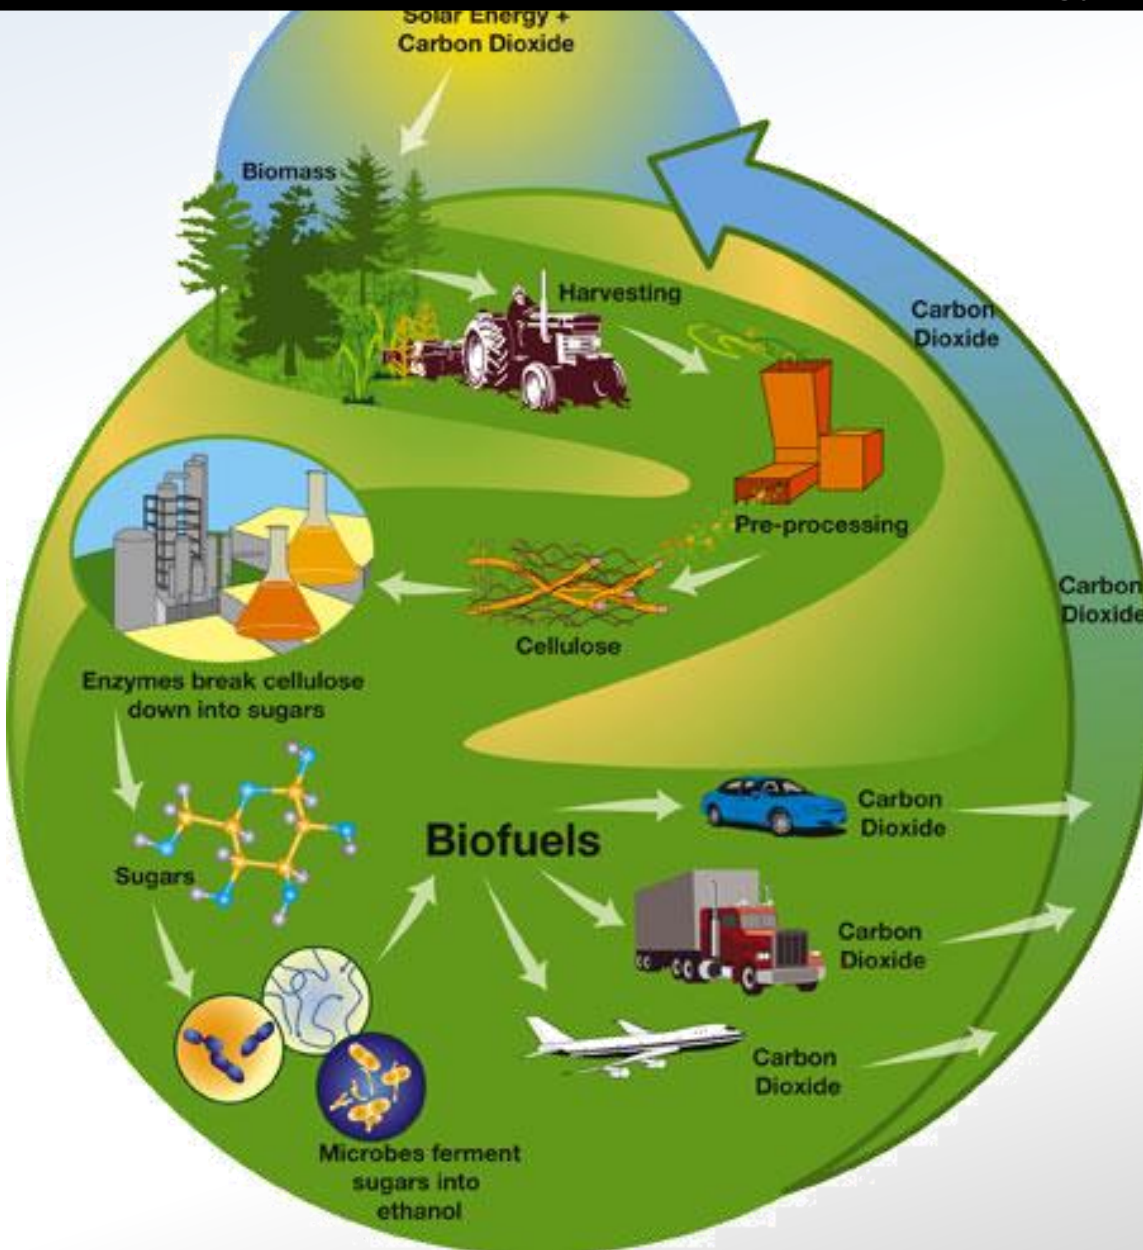 Solar Energy +
Carbon Dioxide
Biomass
Harvesting
Carbon
Dioxide
Pre-processing
Carbon
Dioxide
Cellulose
Enzymes break cellulose
down into sugars
Carbon
Dioxide
Biofuels
Sugars
Carbon
Dioxide
Carbon
Dioxide
Microbes ferment
sugars into
ethanol